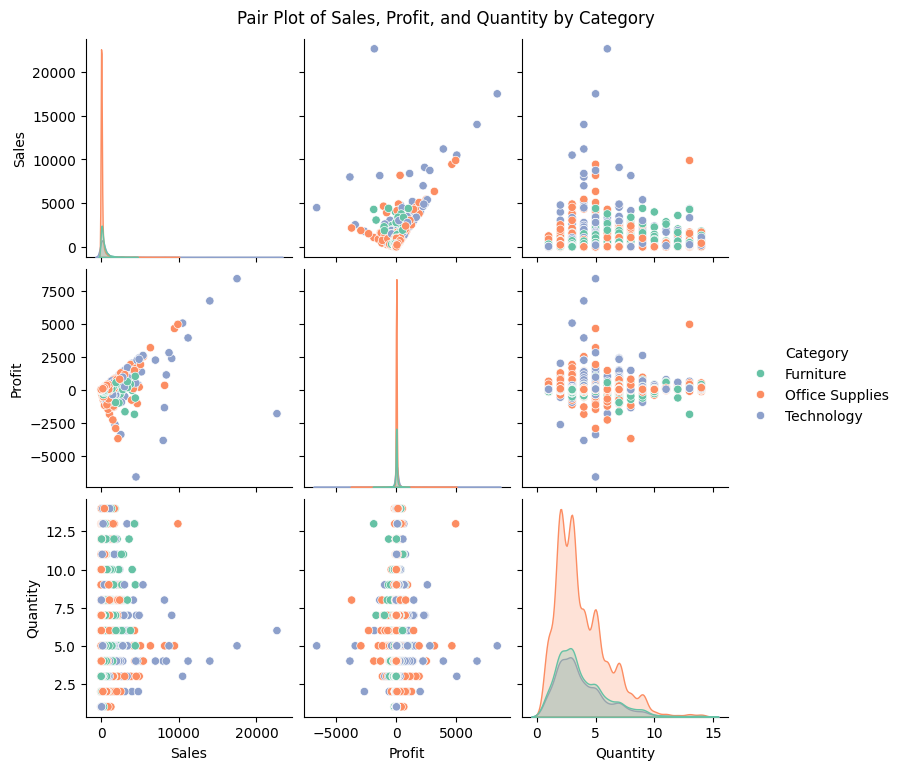 Pair Plot of Sales, Profit, and Quantity by Category
20000
15000
10000
5000
0
Sales
7500
5000
2500
0
−2500
−5000
Profit
Category
Furniture
Office Supplies
Technology
12.5
10.0
7.5
5.0
2.5
Quantity
0 10000 20000
−5000 0 5000
0 5 10 15
Sales
Profit
Quantity